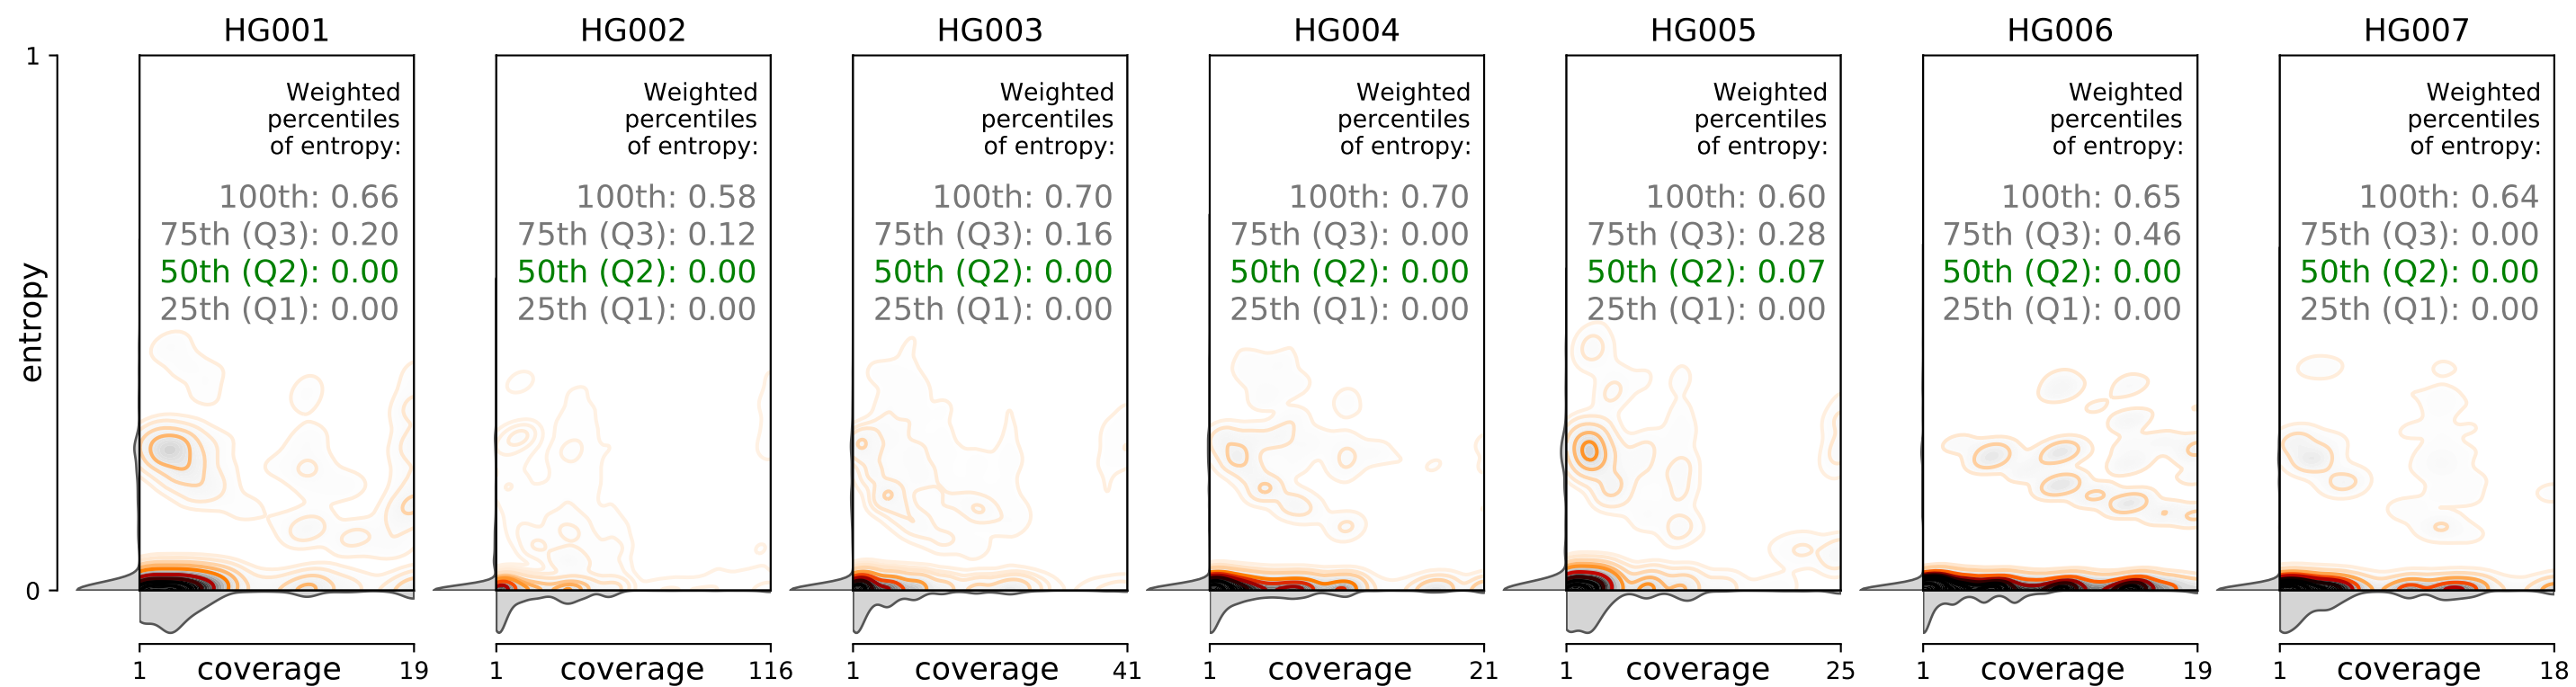 HG001
HG002
HG003
HG004
HG005
HG006
HG007
entropy
1
0
Weighted
percentiles
of entropy:
100th: 0.66
75th (Q3): 0.20
50th (Q2): 0.00
25th (Q1): 0.00
1 coverage 19
Weighted
percentiles
of entropy:
100th: 0.58
75th (Q3): 0.12
50th (Q2): 0.00
25th (Q1): 0.00
1 coverage 116
Weighted
percentiles
of entropy:
100th: 0.70
75th (Q3): 0.16
50th (Q2): 0.00
25th (Q1): 0.00
1 coverage 41
Weighted
percentiles
of entropy:
100th: 0.70
75th (Q3): 0.00
50th (Q2): 0.00
25th (Q1): 0.00
1 coverage 21
Weighted
percentiles
of entropy:
100th: 0.60
75th (Q3): 0.28
50th (Q2): 0.07
25th (Q1): 0.00
1 coverage 25
Weighted
percentiles
of entropy:
100th: 0.65
75th (Q3): 0.46
50th (Q2): 0.00
25th (Q1): 0.00
1 coverage 19
Weighted
percentiles
of entropy:
100th: 0.64
75th (Q3): 0.00
50th (Q2): 0.00
25th (Q1): 0.00
1 coverage 18